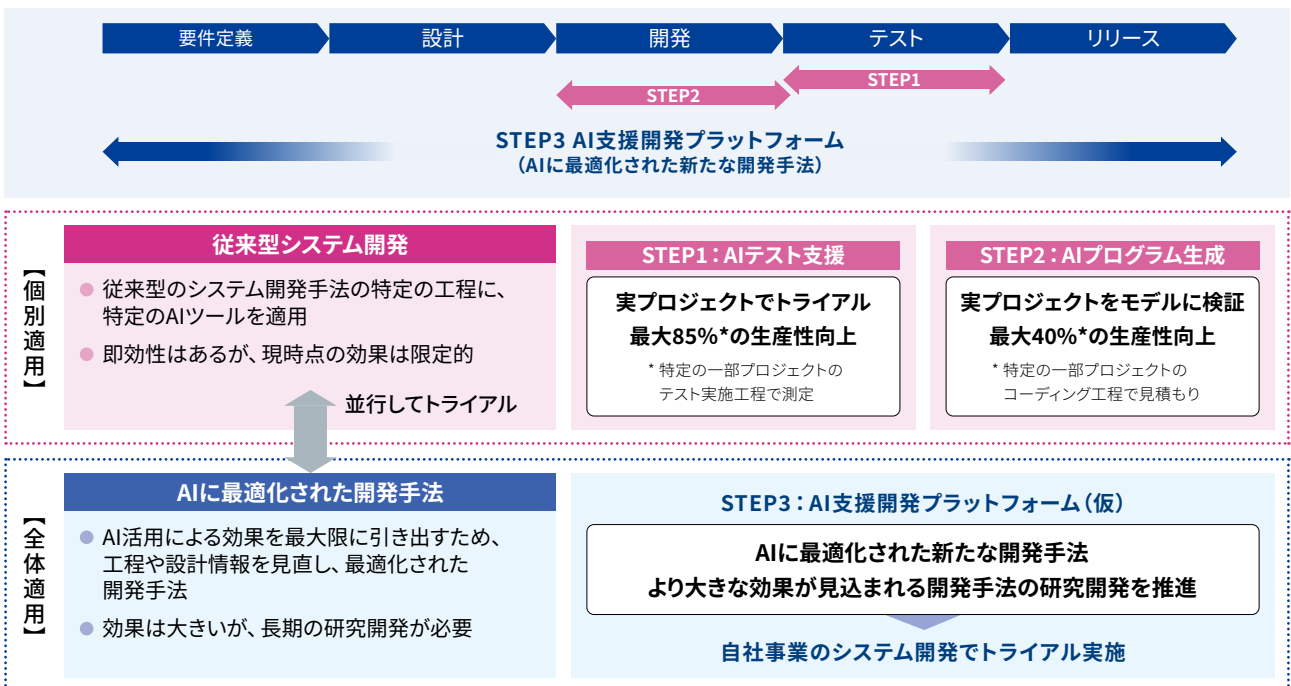 要件定義
設計
開発
テスト
リリース
STEP1
STEP2
STEP3 AI支援開発プラットフォーム
（AIに最適化された新たな開発手法）
【個別適用】
従来型システム開発
● 従来型のシステム開発手法の特定の工程に、
特定のAIツールを適用
● 即効性はあるが、現時点の効果は限定的
並行してトライアル
STEP1：AIテスト支援
実プロジェクトでトライアル
最大85%*の生産性向上
* 特定の一部プロジェクトの
テスト実施工程で測定
STEP2：AIプログラム生成
実プロジェクトをモデルに検証
最大40%*の生産性向上
* 特定の一部プロジェクトの
コーディング工程で見積もり
【全体適用】
AIに最適化された開発手法
● AI活用による効果を最大限に引き出すため、
工程や設計情報を見直し、最適化された
開発手法
● 効果は大きいが、長期の研究開発が必要
STEP3：AI支援開発プラットフォーム（仮）
AIに最適化された新たな開発手法
より大きな効果が見込まれる開発手法の研究開発を推進
自社事業のシステム開発でトライアル実施